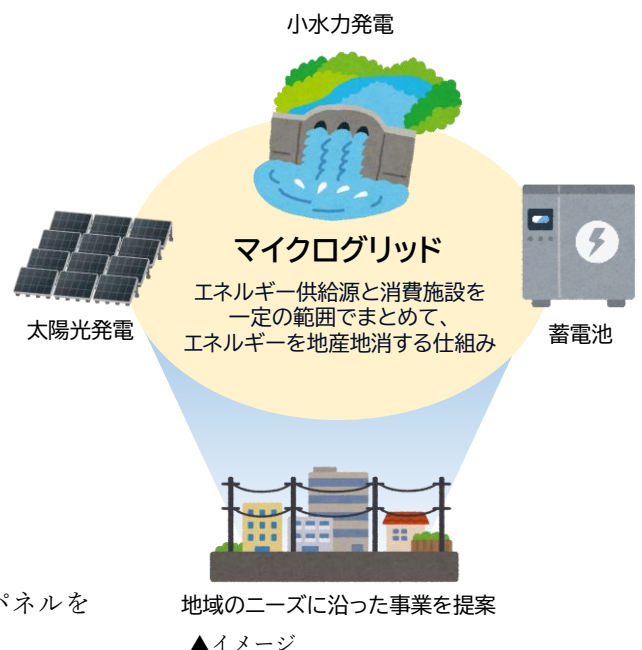 小水力発電
マイクログリッド
エネルギー供給源と消費施設を
一定の範囲でまとめて、
エネルギーを地産地消する仕組み
太陽光発電
蓄電池
パネルを
地域のニーズに沿った事業を提案
▲イメージ